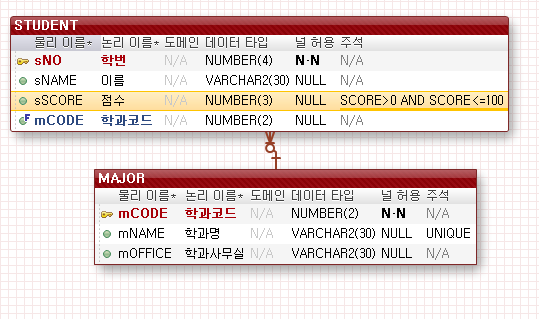 STUDENT
물리 이름* 논리 이름* 도메인 데이터 타입 널 허용 주석
sNO 학번 N/A NUMBER(4) N·N N/A
sNAME 이름 N/A VARCHAR2(30) NULL N/A
sSCORE 점수 N/A NUMBER(3) NULL SCORE>0 AND SCORE<=100
F mCODE 학과코드 N/A NUMBER(2) NULL N/A
MAJOR
물리 이름* 논리 이름* 도메인 데이터 타입 널 허용 주석
mCODE 학과코드 N/A NUMBER(2) N·N N/A
mNAME 학과명 N/A VARCHAR2(30) NULL UNIQUE
mOFFICE 학과사무실 N/A VARCHAR2(30) NULL N/A